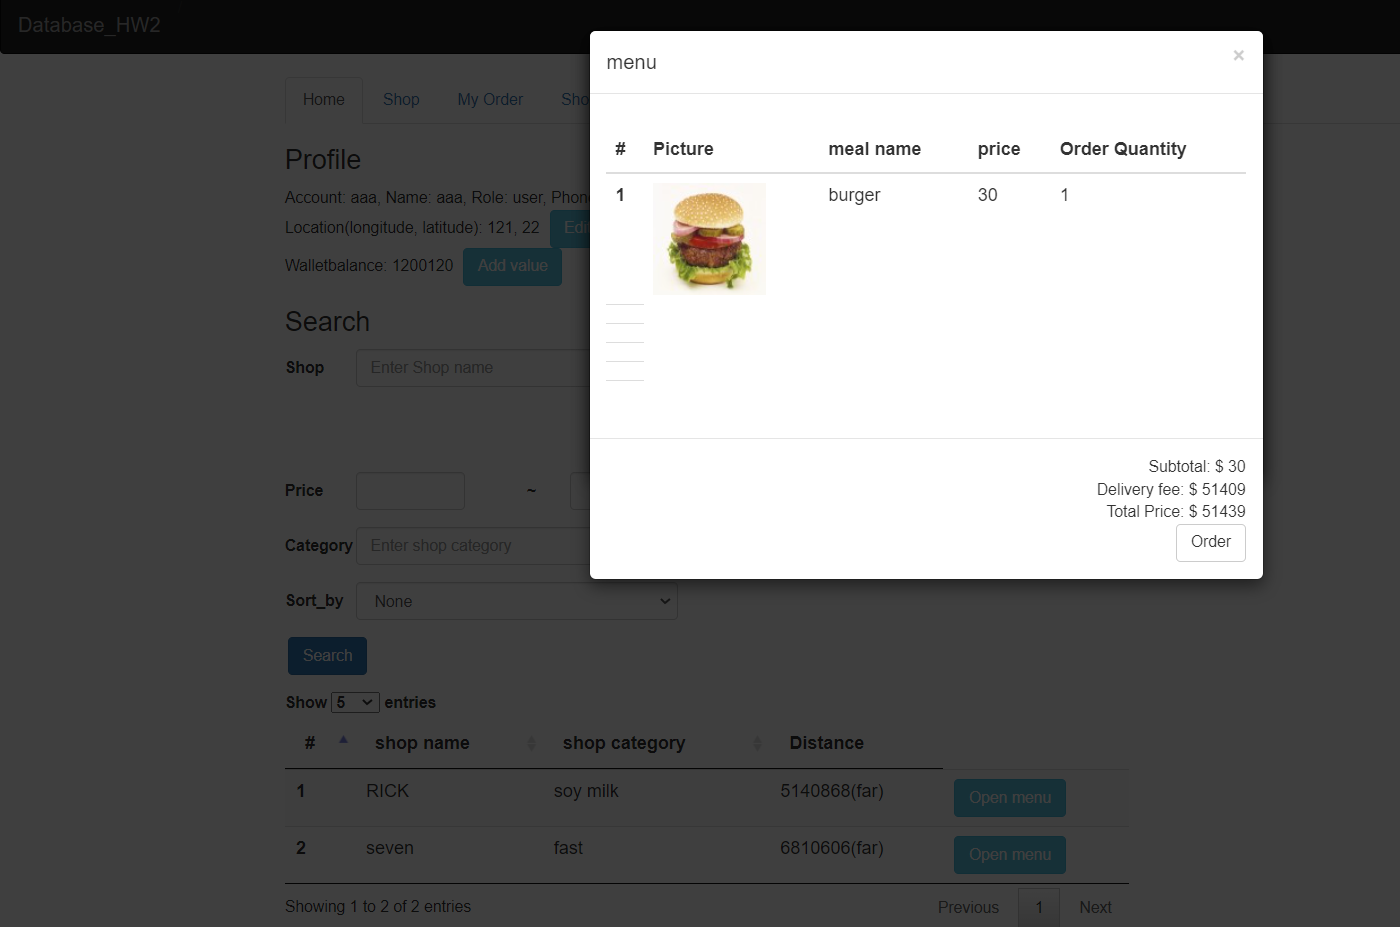 Database_HW2
menu
×
Home Shop My Order Sho
# Picture meal name price Order Quantity
1 burger 30 1
Profile
Account: aaa, Name: aaa, Role: user, Phon
Location(longitude, latitude): 121, 22 Edi
Walletbalance: 1200120 Add value
Search
Shop Enter Shop name
Subtotal: $ 30
Delivery fee: $ 51409
Total Price: $ 51439
Order
Price ~
Category Enter shop category
Sort_by None
Search
Show 5 entries
# shop name shop category Distance
1 RICK soy milk 5140868(far) Open menu
2 seven fast 6810606(far) Open menu
Showing 1 to 2 of 2 entries Previous 1 Next